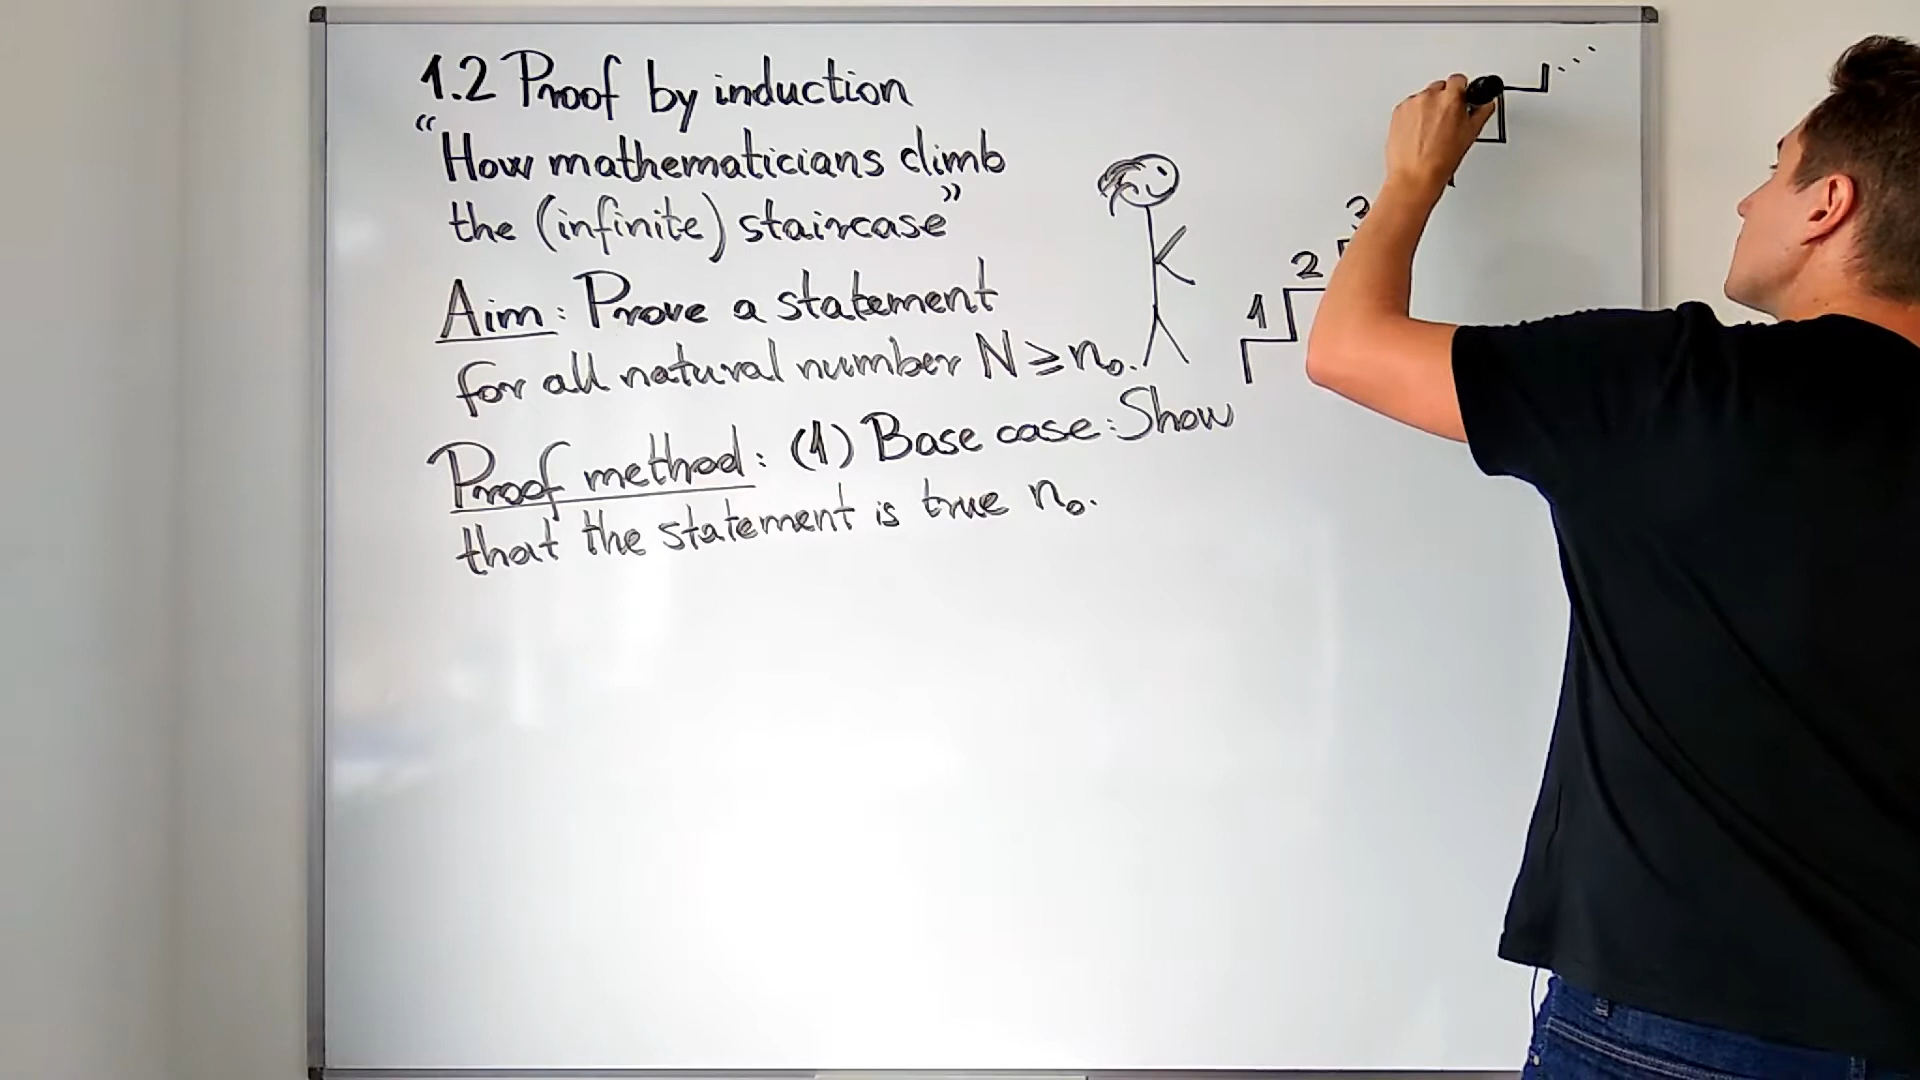 1.2 Proof by induction
“How mathematicians climb
the (infinite) staircase”
Aim: Prove a statement
for all natural number N ≥ n₀.
Proof method: (1) Base case: Show
that the statement is true n₀.
1
2